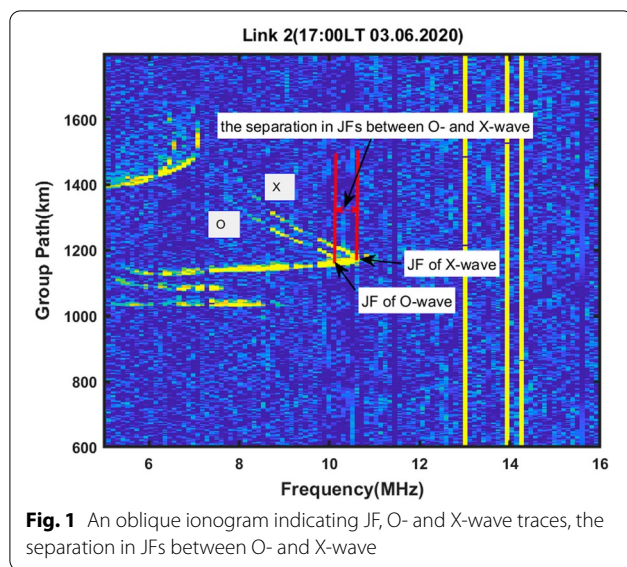 Link 2(17:00LT 03.06.2020)
Group Path(km)
1600
1400
1200
1000
800
600
the separation in JFs between O- and X-wave
X
O
JF of X-wave
JF of O-wave
6 8 10 12 14 16
Frequency(MHz)
Fig. 1 An oblique ionogram indicating JF, O- and X-wave traces, the
separation in JFs between O- and X-wave